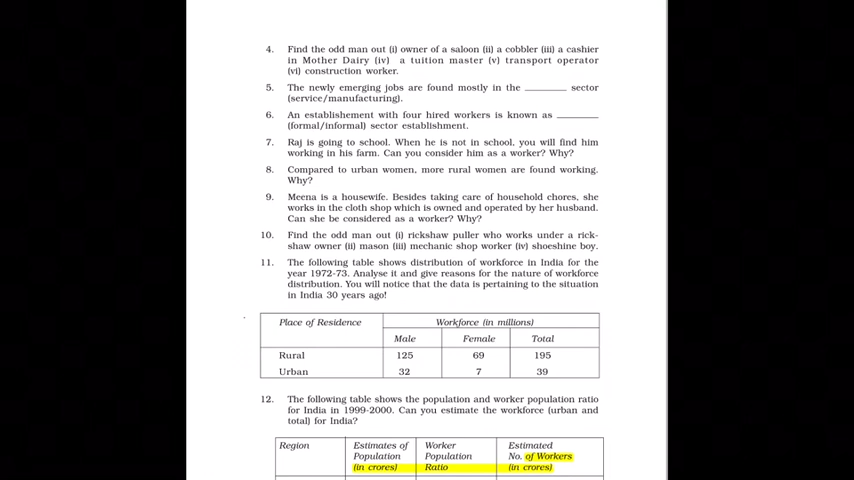 4. Find the odd man out (i) owner of a saloon (ii) a cobbler (iii) a cashier
in Mother Dairy (iv) a tuition master (v) transport operator
(vi) construction worker.
5. The newly emerging jobs are found mostly in the ________ sector
(service/manufacturing).
6. An establishement with four hired workers is known as ________
(formal/informal) sector establishment.
7. Raj is going to school. When he is not in school, you will find him
working in his farm. Can you consider him as a worker? Why?
8. Compared to urban women, more rural women are found working.
Why?
9. Meena is a housewife. Besides taking care of household chores, she
works in the cloth shop which is owned and operated by her husband.
Can she be considered as a worker? Why?
10. Find the odd man out (i) rickshaw puller who works under a rick-
shaw owner (ii) mason (iii) mechanic shop worker (iv) shoeshine boy.
11. The following table shows distribution of workforce in India for the
year 1972-73. Analyse it and give reasons for the nature of workforce
distribution. You will notice that the data is pertaining to the situation
in India 30 years ago!
Place of Residence Workforce (in millions)
Male Female Total
Rural 125 69 195
Urban 32 7 39
12. The following table shows the population and worker population ratio
for India in 1999-2000. Can you estimate the workforce (urban and
total) for India?
Region Estimates of Worker Estimated
Population Population No. of Workers
(in crores) Ratio (in crores)